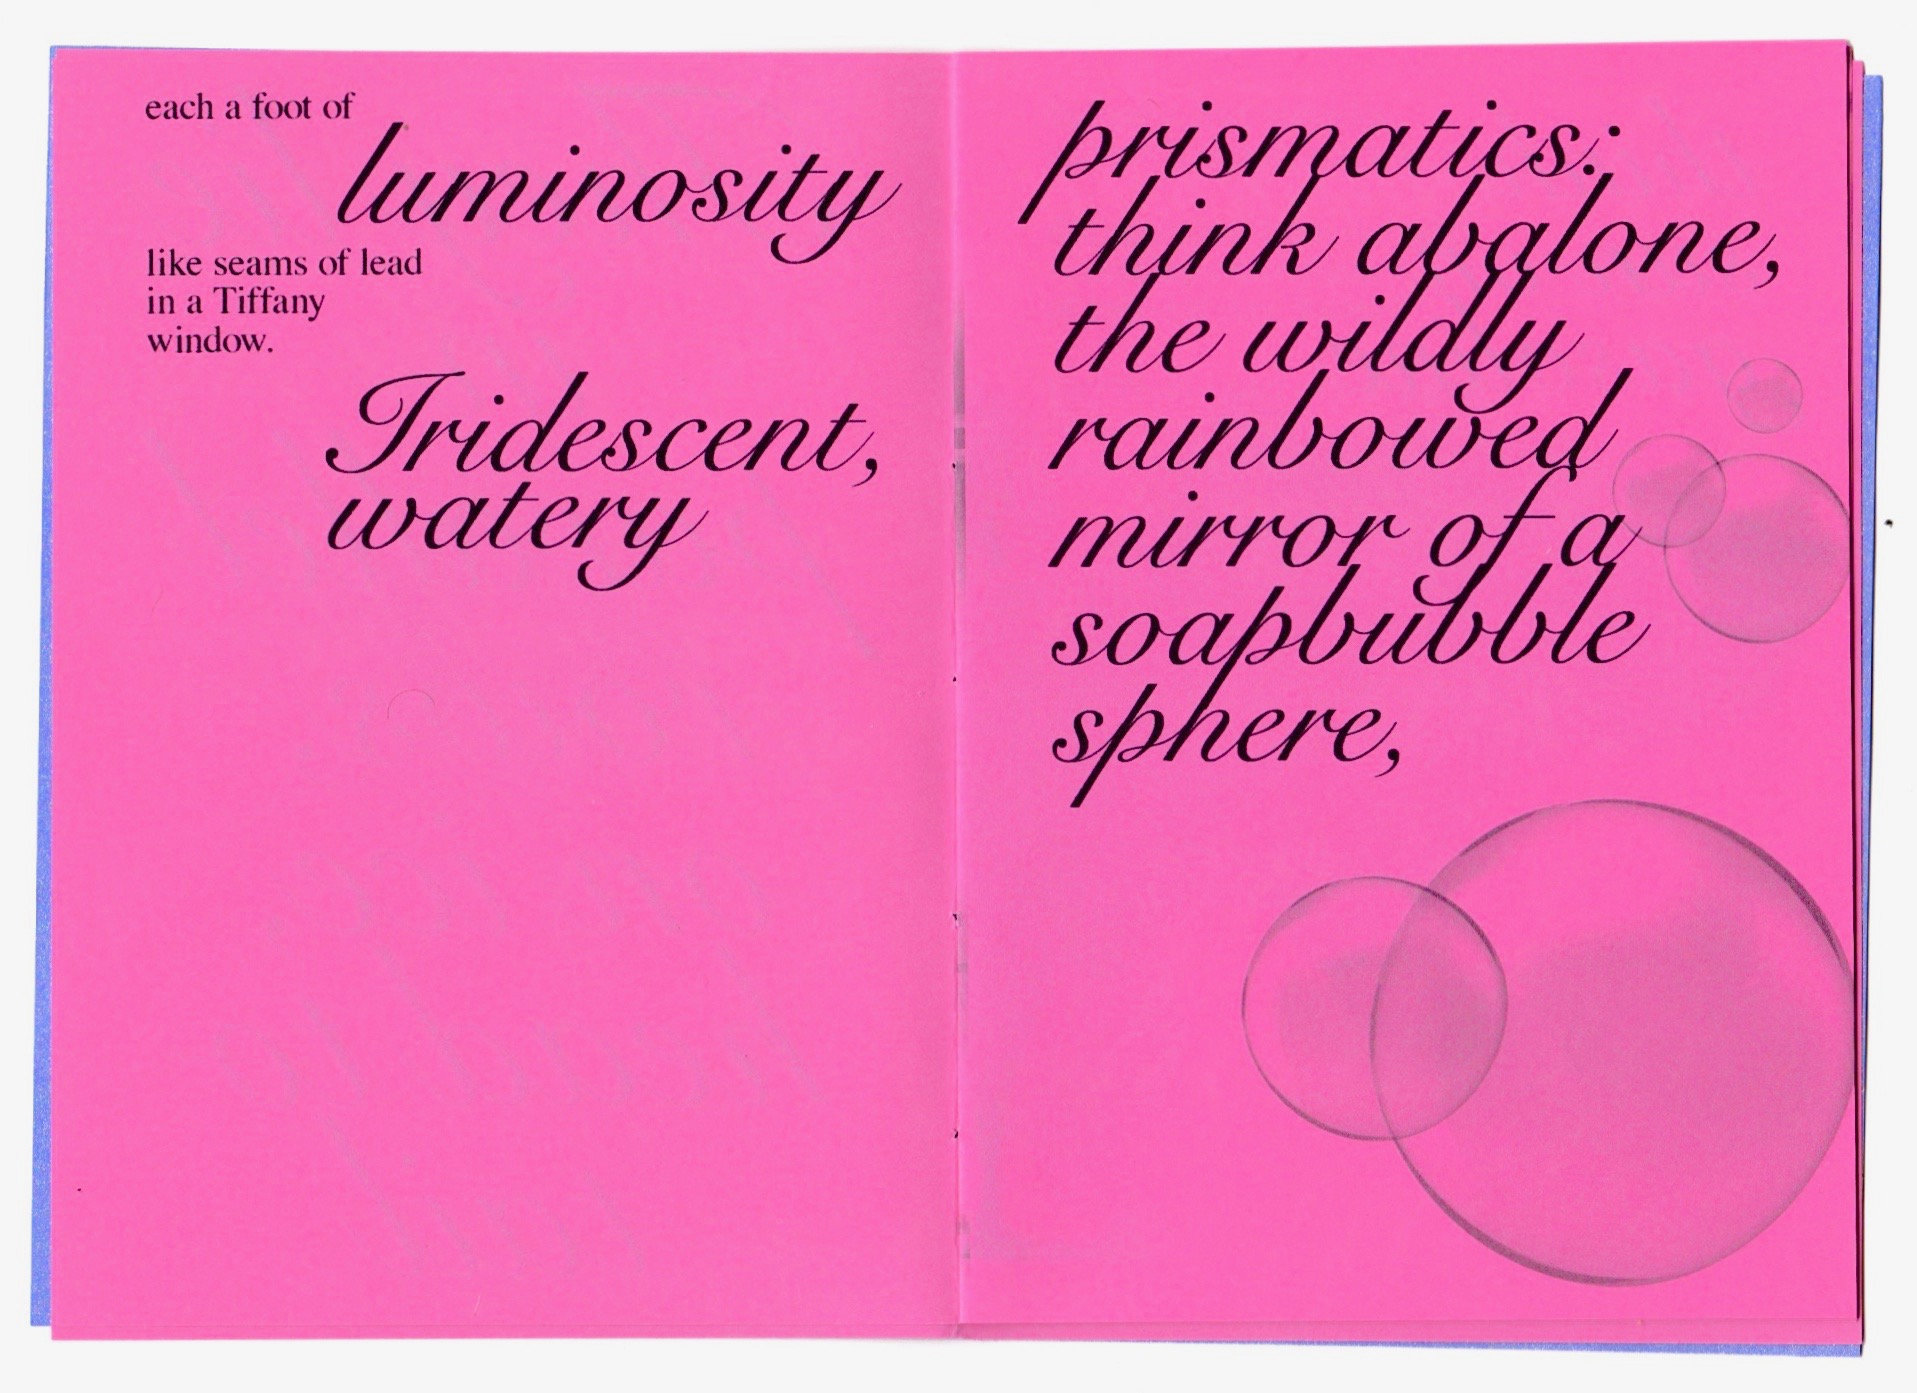 each a foot of
luminosity
like seams of lead
in a Tiffany
window.
Iridescent,
watery
prismatics:
think abalone,
the wildly
rainbowed
mirror of a
soapbubble
sphere,